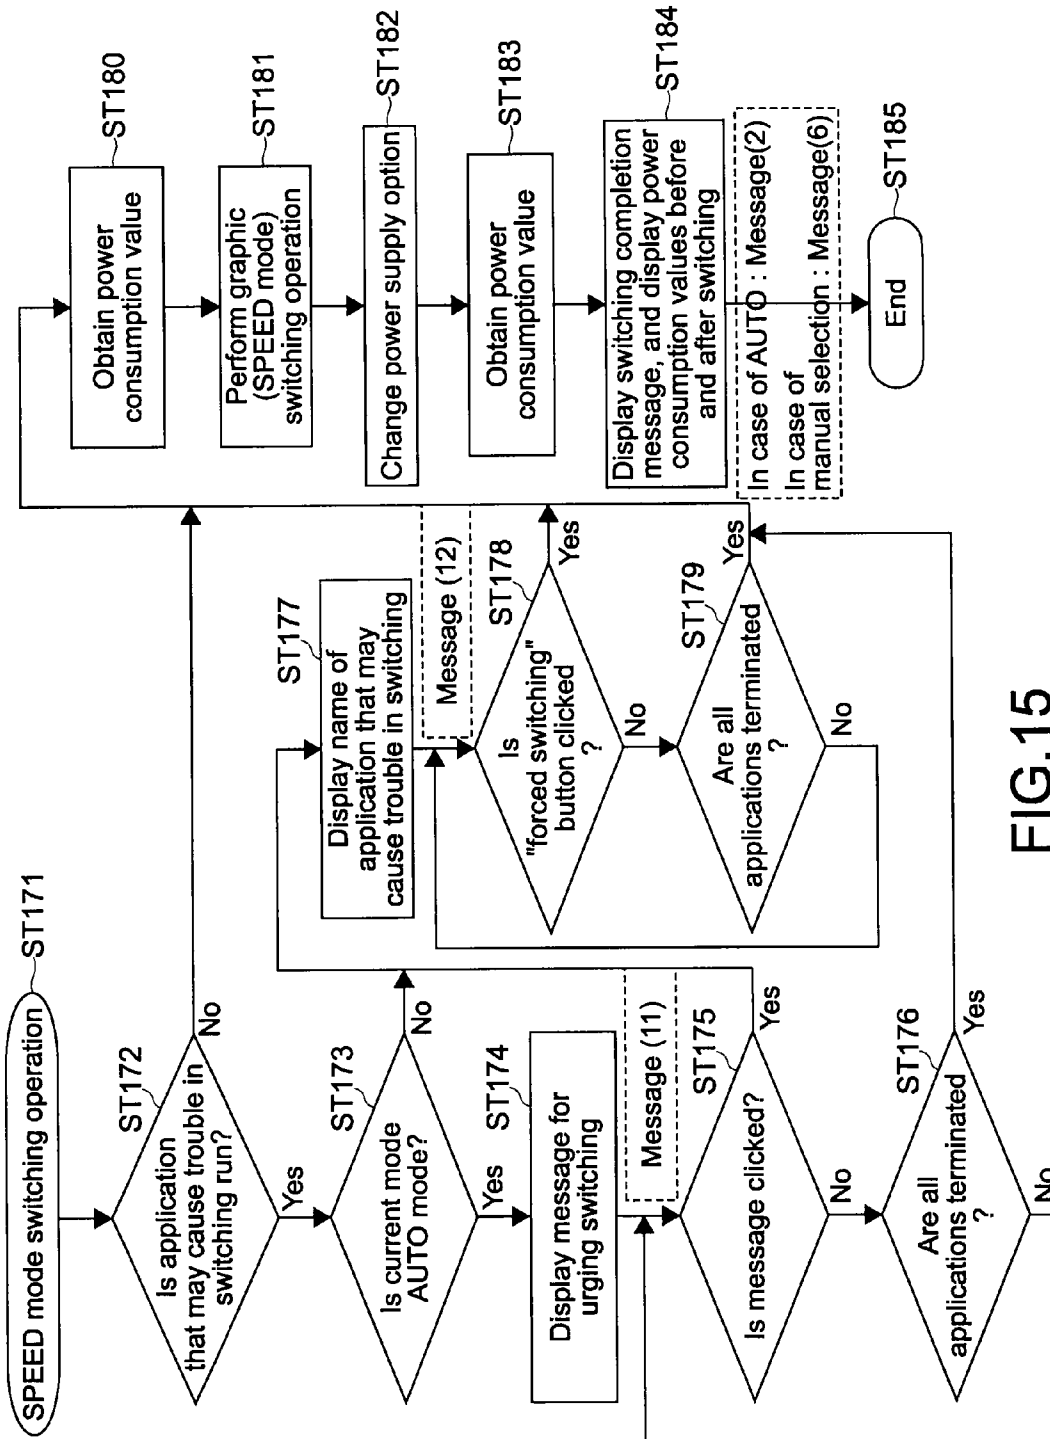 SPEED mode switching operation
ST171
Is application
that may cause trouble in
switching run?
ST172
No
Yes
Is current mode
AUTO mode?
ST173
No
Yes
Display message for
urging switching
ST174
Message (11)
Is message clicked?
ST175
Yes
No
Are all
applications terminated
?
ST176
Yes
No
Display name of
application that may
cause trouble in switching
ST177
Message (12)
Is
"forced switching"
button clicked
?
ST178
Yes
No
Are all
applications terminated
?
ST179
Yes
No
Obtain power
consumption value
ST180
Perform graphic
(SPEED mode)
switching operation
ST181
Change power supply option
ST182
Obtain power
consumption value
ST183
Display switching completion
message, and display power
consumption values before
and after switching
ST184
In case of AUTO : Message(2)
In case of
manual selection : Message(6)
End
ST185
FIG.15